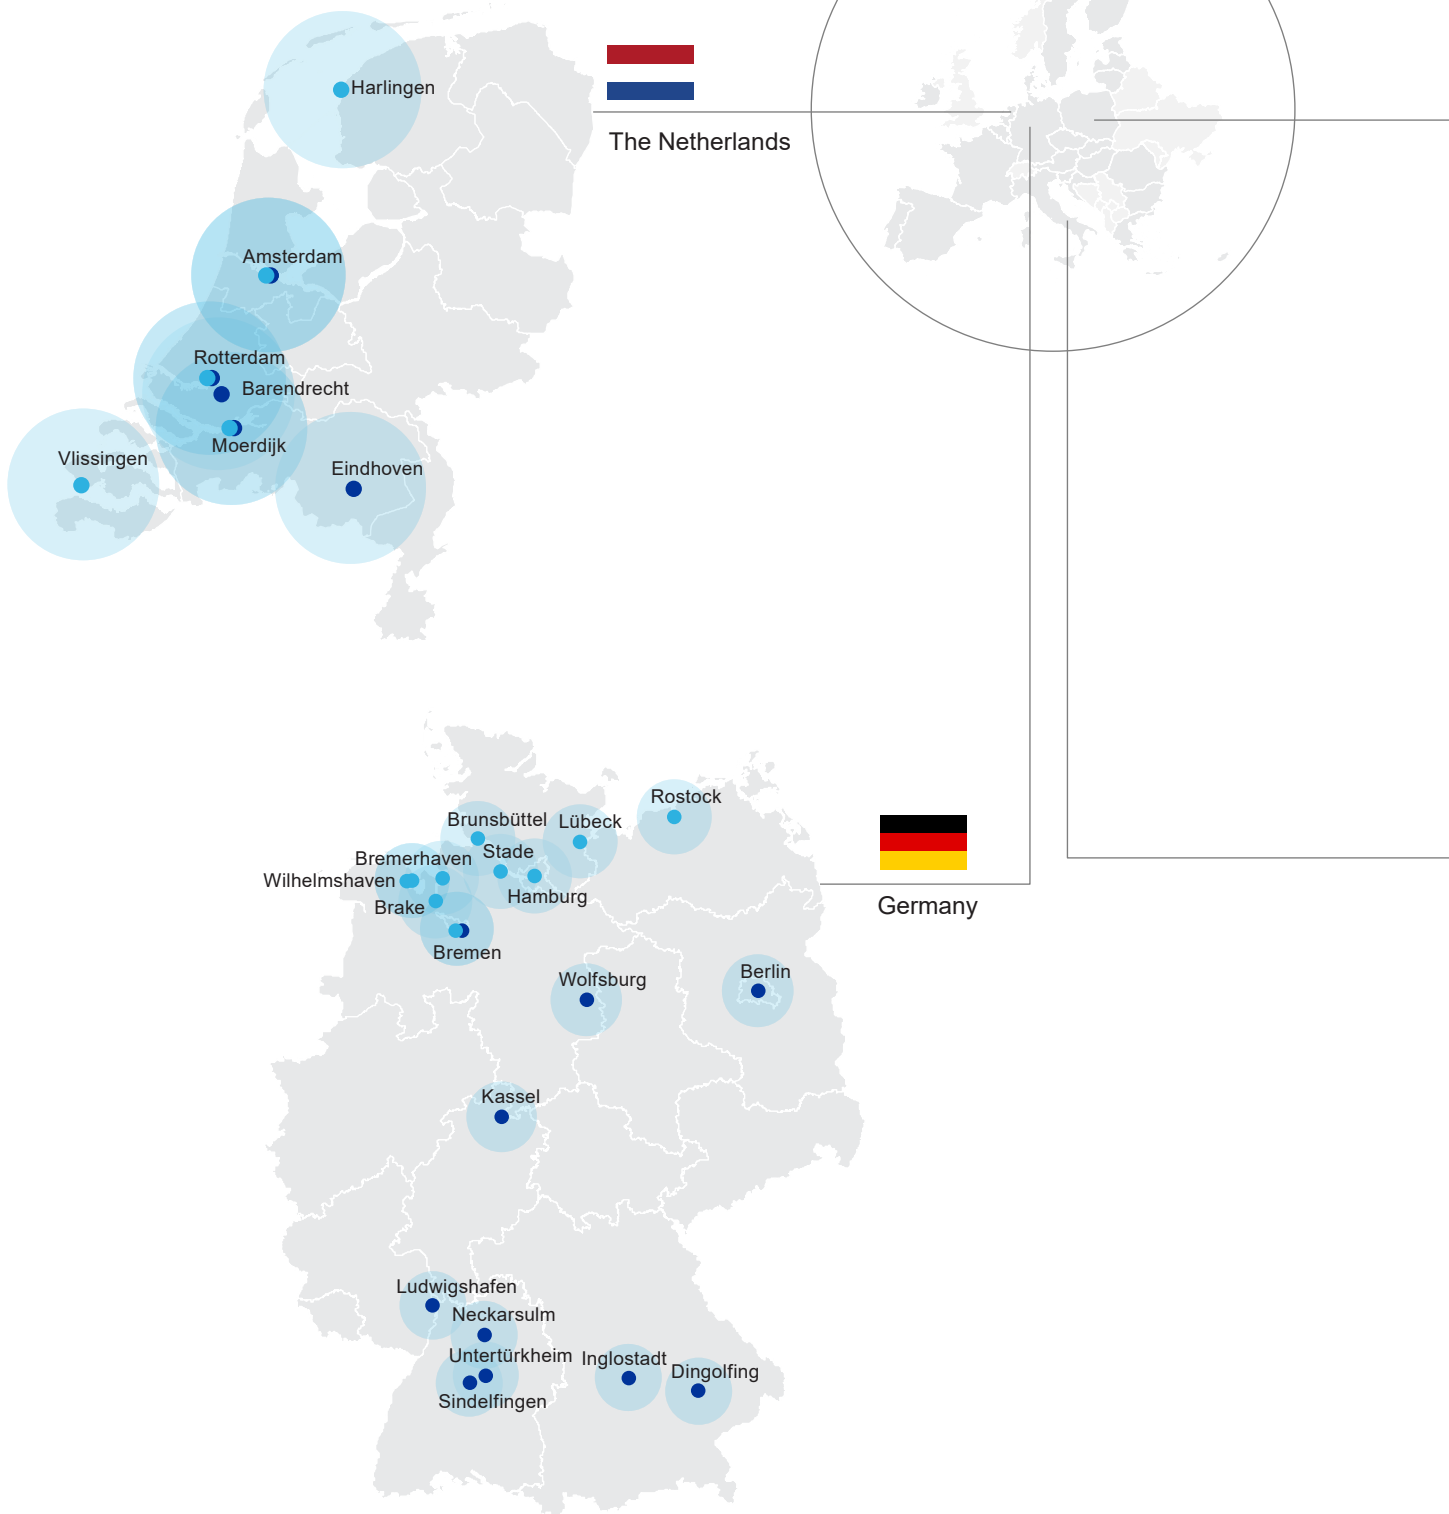 Harlingen
The Netherlands
Amsterdam
Rotterdam
Barendrecht
Moerdijk
Vlissingen
Eindhoven
Rostock
Brunsbüttel
Lübeck
Stade
Bremerhaven
Wilhelmshaven
Hamburg
Brake
Germany
Bremen
Wolfsburg
Berlin
Kassel
Ludwigshafen
Neckarsulm
Untertürkheim
Inglostadt
Dingolfing
Sindelfingen